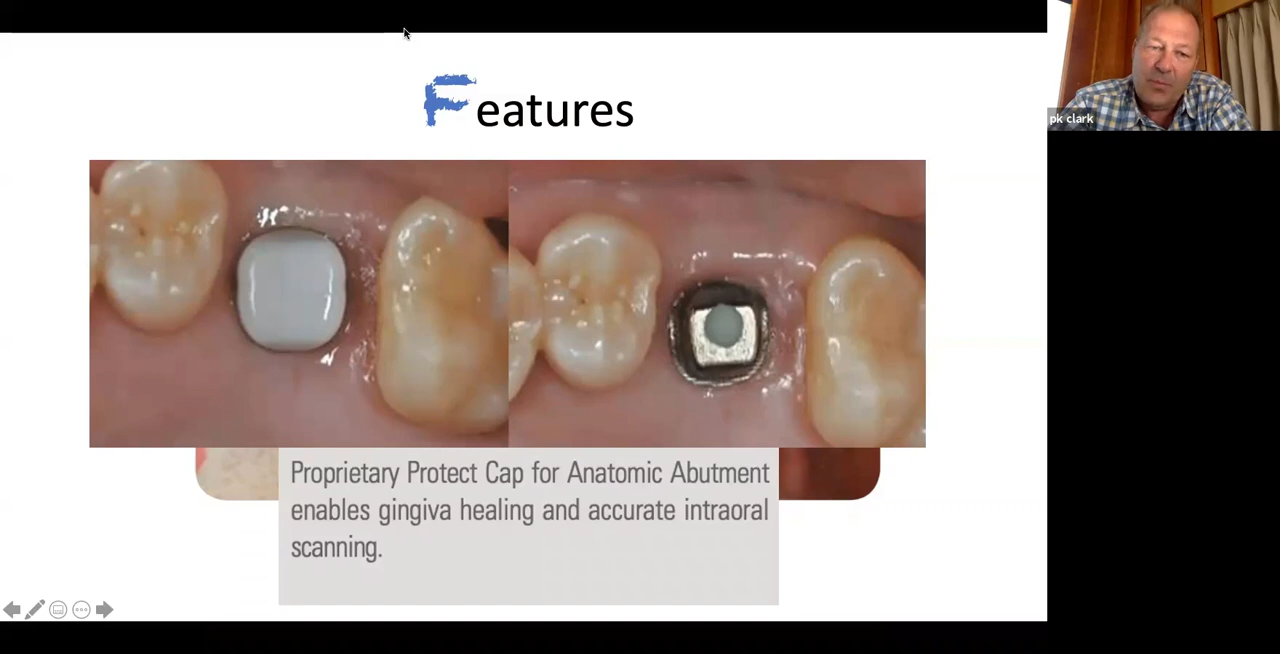 Features
pk clark
Proprietary Protect Cap for Anatomic Abutment
enables gingiva healing and accurate intraoral
scanning.